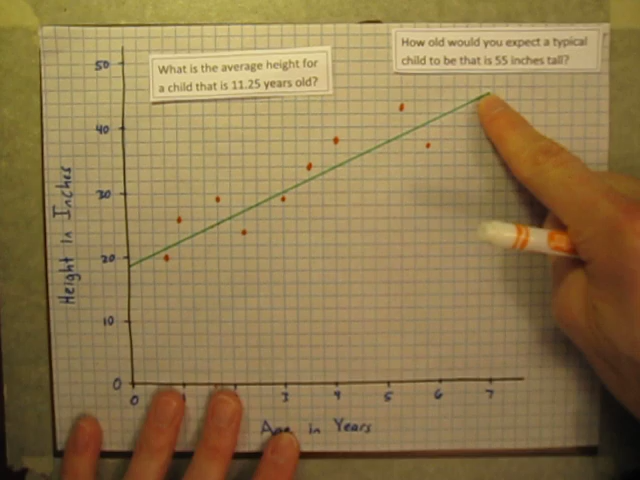 What is the average height for
a child that is 11.25 years old?
How old would you expect a typical
child to be that is 55 inches tall?
50
40
30
20
10
0
Height In Inches
0 3 4 5 6 7
Age in Years